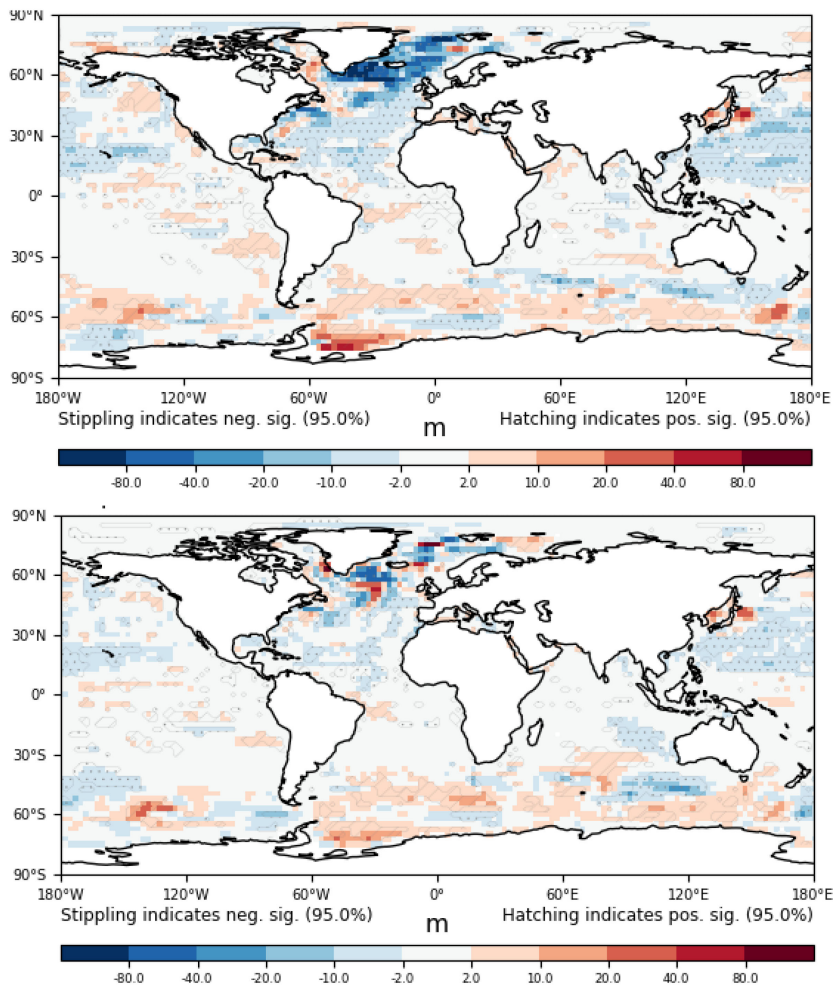 90°N
60°N
30°N
0°
30°S
60°S
90°S
180°W 120°W 60°W 0° 60°E 120°E 180°E
Stippling indicates neg. sig. (95.0%) m Hatching indicates pos. sig. (95.0%)
-80.0 -40.0 -20.0 -10.0 -2.0 2.0 10.0 20.0 40.0 80.0
90°N
60°N
30°N
0°
30°S
60°S
90°S
180°W 120°W 60°W 0° 60°E 120°E 180°E
Stippling indicates neg. sig. (95.0%) m Hatching indicates pos. sig. (95.0%)
-80.0 -40.0 -20.0 -10.0 -2.0 2.0 10.0 20.0 40.0 80.0